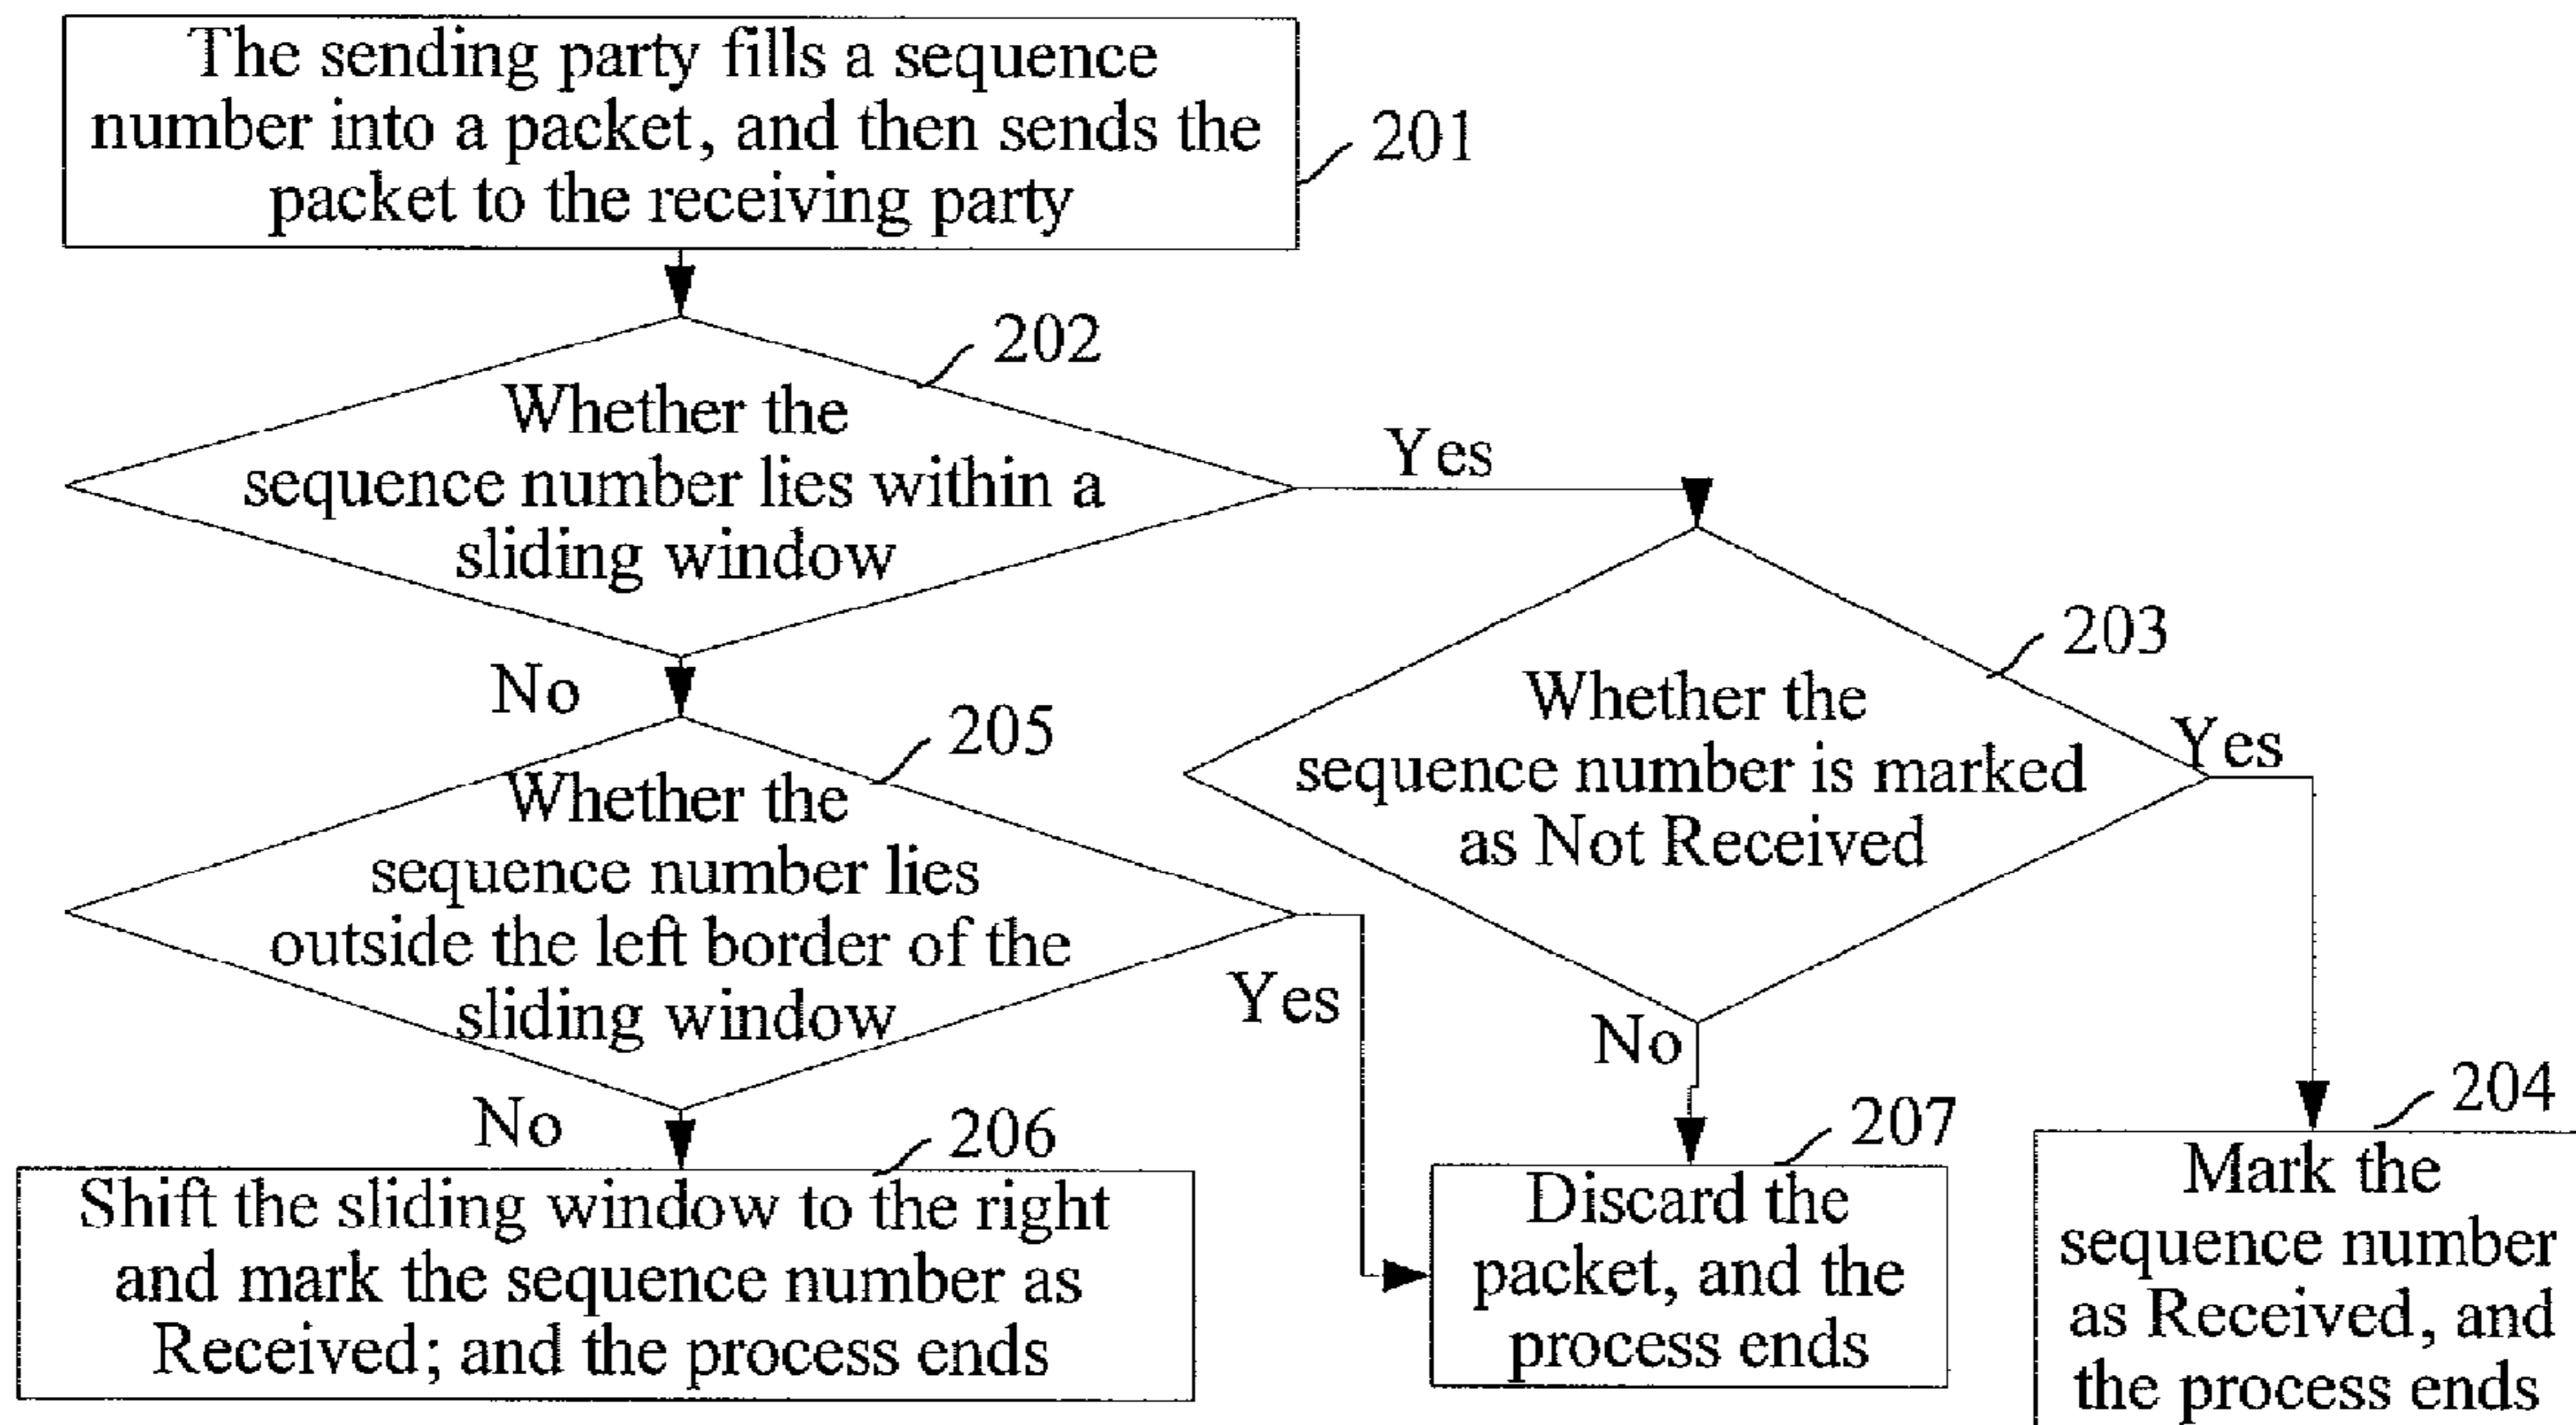 The sending party fills a sequence
number into a packet, and then sends the
packet to the receiving party
201
202
Whether the
sequence number lies within a
sliding window
Yes
No
203
Whether the
sequence number is marked
as Not Received
Yes
No
205
Whether the
sequence number lies
outside the left border of the
sliding window
Yes
No
206
Shift the sliding window to the right
and mark the sequence number as
Received; and the process ends
207
Discard the
packet, and the
process ends
204
Mark the
sequence number
as Received, and
the process ends